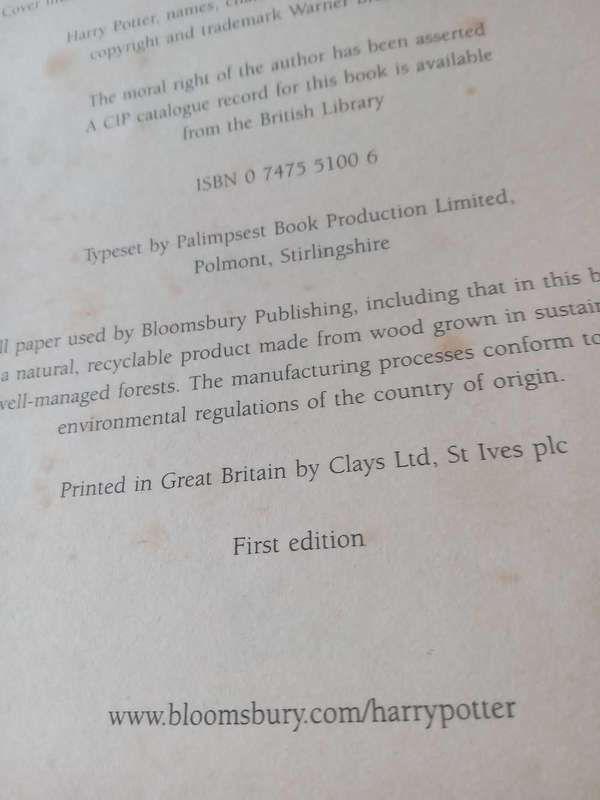 Cover
Harry Potter, names,
copyright and trademark Warner
The moral right of the author has been asserted
A CIP catalogue record for this book is available
from the British Library
ISBN 0 7475 5100 6
Typeset by Palimpsest Book Production Limited,
Polmont, Stirlingshire
paper used by Bloomsbury Publishing, including that in this
a natural, recyclable product made from wood grown in
well-managed forests. The manufacturing processes conform to
environmental regulations of the country of origin.
Printed in Great Britain by Clays Ltd, St Ives plc
First edition
www.bloomsbury.com/harrypotter